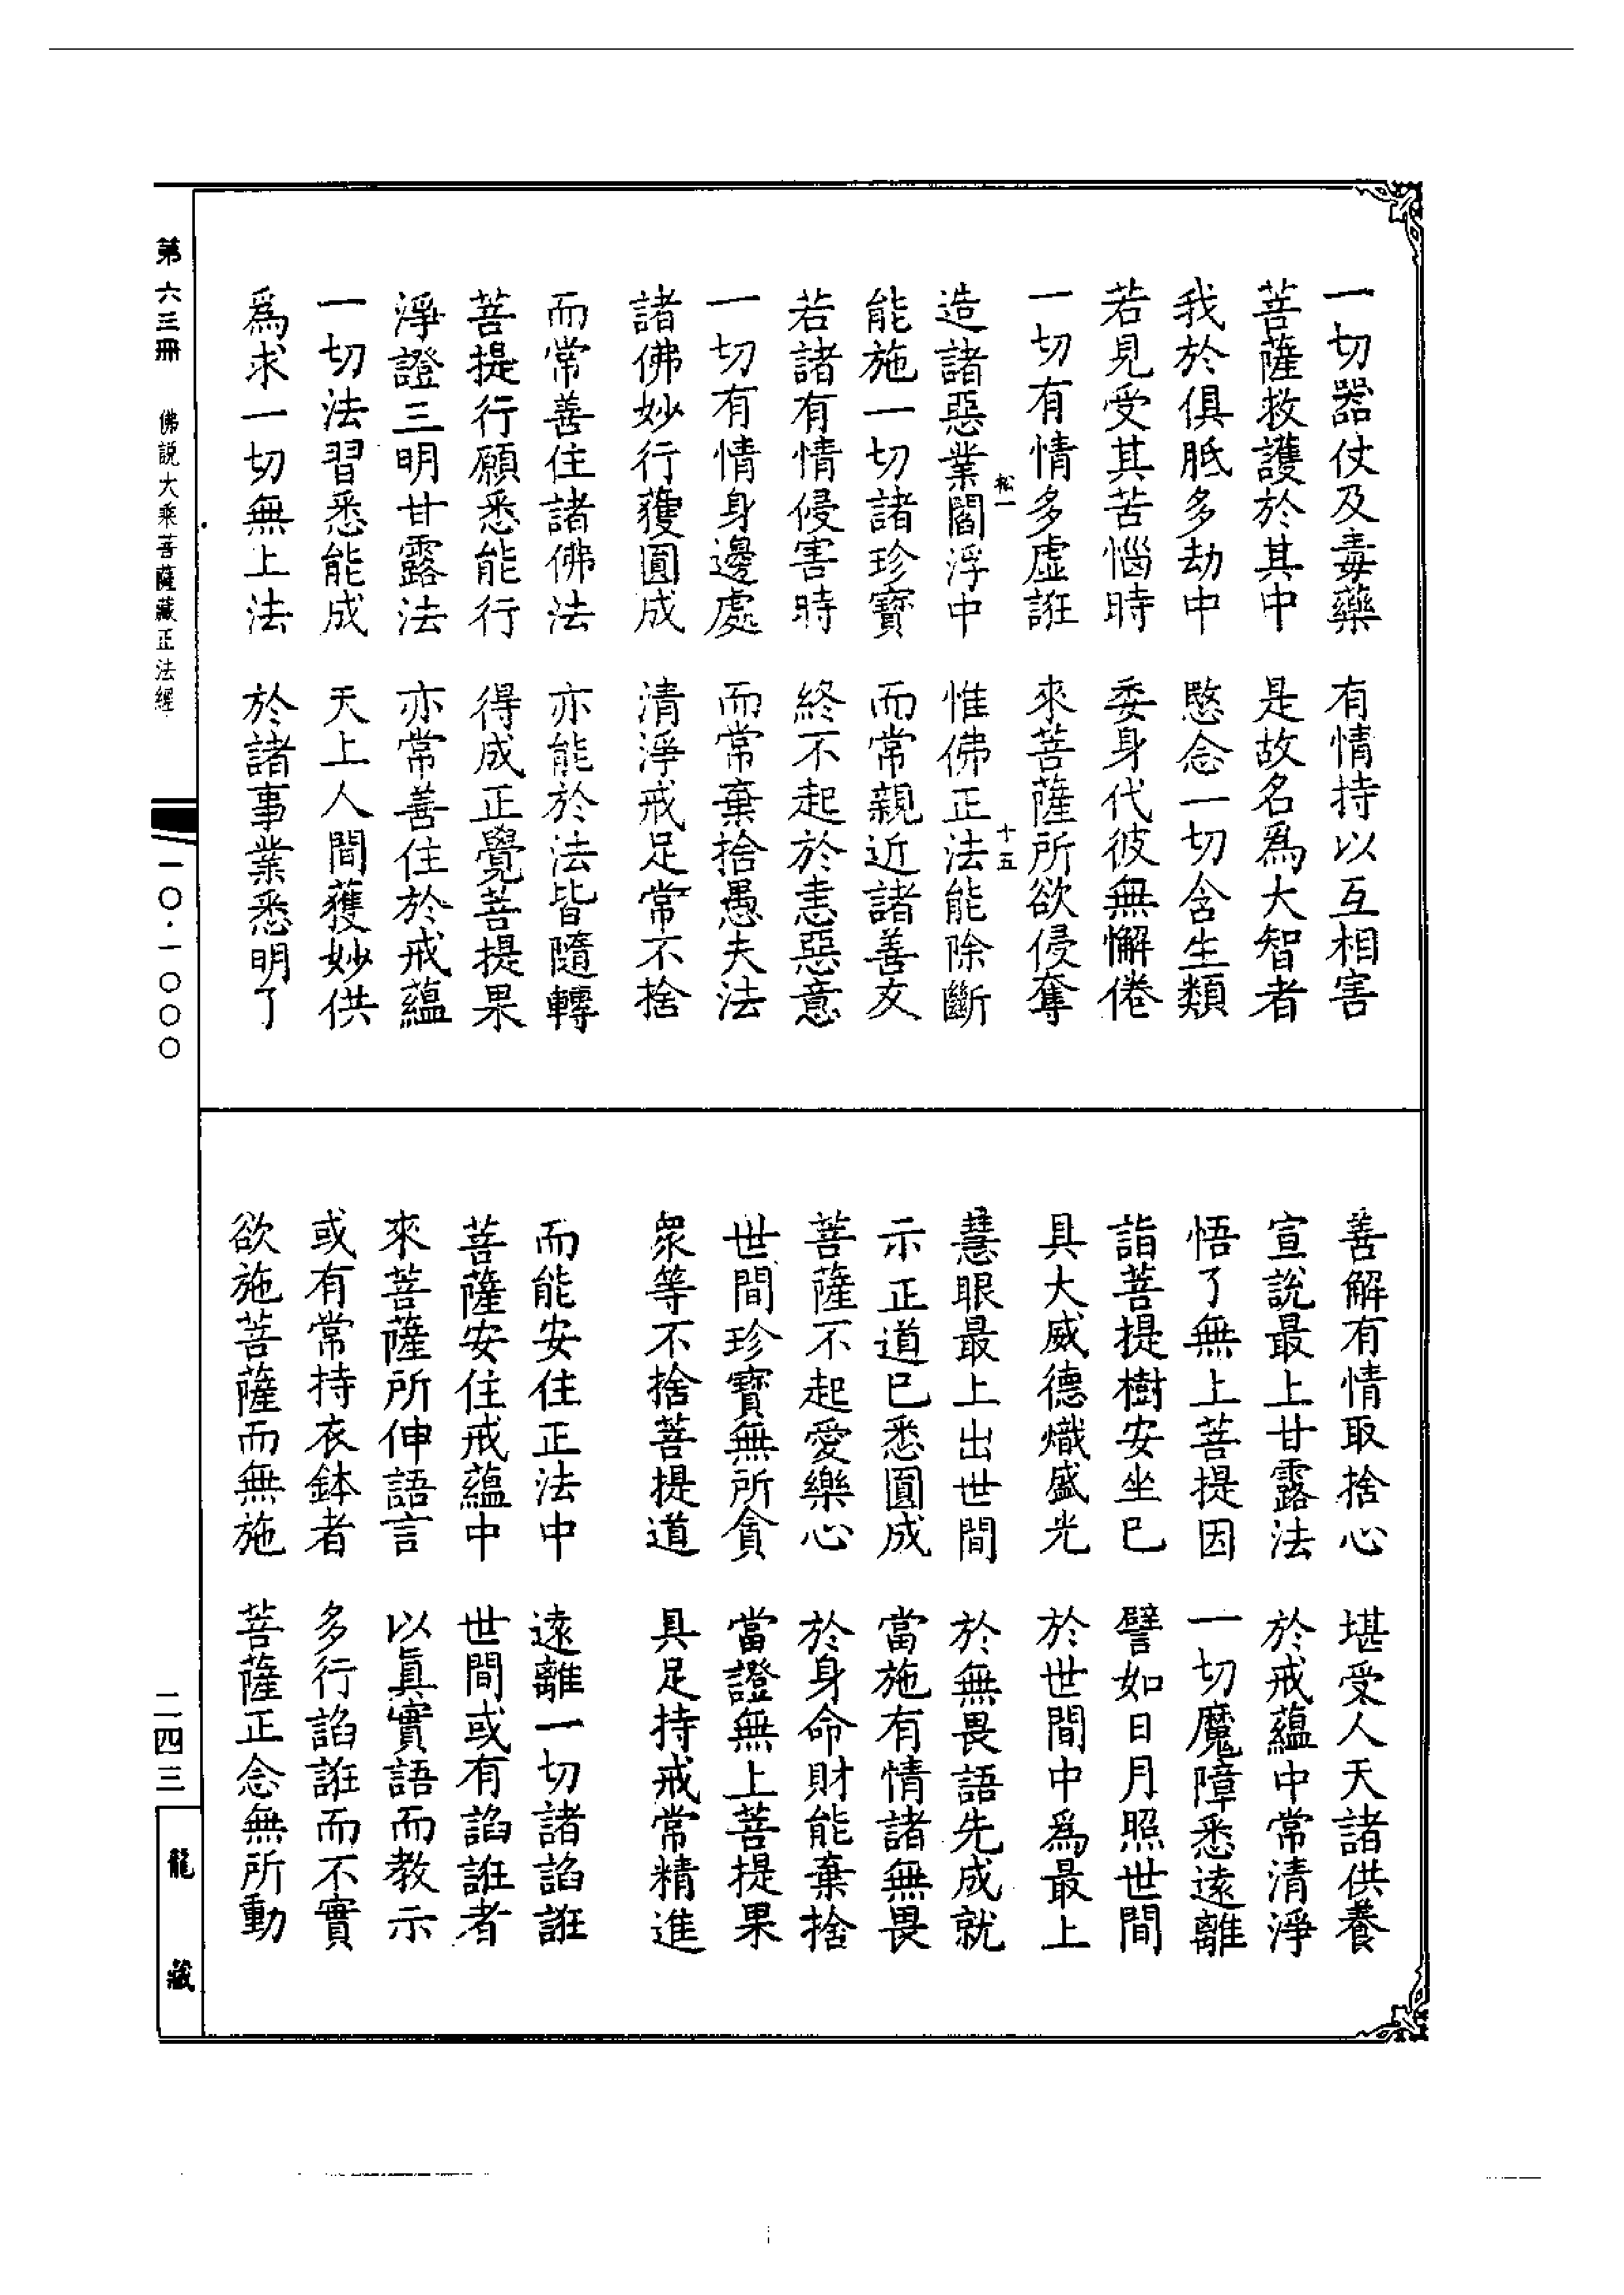 一切器仗及毒藥　有情持以互相害
菩薩救護於其中　是故名爲大智者
我於俱胝多劫中　愍念一切含生類
若見受其苦惱時　委身代彼無懈倦
一切有情多虛誑　來菩薩所欲侵奪
松一　十五
造諸惡業閻浮中　惟佛正法能除斷
能施一切諸珍寶　而常親近諸善友
若諸有情侵害時　終不起於恚惡意
一切有情身邊處　而常棄捨愚夫法
諸佛妙行獲圓成　清淨戒足常不捨
而常善住諸佛法　亦能於法皆隨轉
菩提行願悉能行　得成正覺菩提果
淨證三明甘露法　亦常善住於戒蘊
一切法習悉能成　天上人間獲妙供
爲求一切無上法　於諸事業悉明了
善解有情取捨心　堪受人天諸供養
宣說最上甘露法　於戒蘊中常清淨
悟了無上菩提因　一切魔障悉遠離
詣菩提樹安坐已　譬如日月照世間
具大威德熾盛光　於世間中爲最上
慧眼最上出世間　於無畏語先成就
示正道已悉圓成　當施有情諸無畏
菩薩不起愛樂心　於身命財能棄捨
世間珍寶無所貪　當證無上菩提果
衆等不捨菩提道　具足持戒常精進
而能安住正法中　遠離一切諸諂誑
菩薩安住戒蘊中　世間或有諂誑者
來菩薩所伸語言　以眞實語而教示
或有常持衣鉢者　多行諂誑而不實
欲施菩薩而無施　菩薩正念無所動
第六三冊　佛説大乘菩薩藏正法經
一〇·一〇〇〇
二四三
龍藏